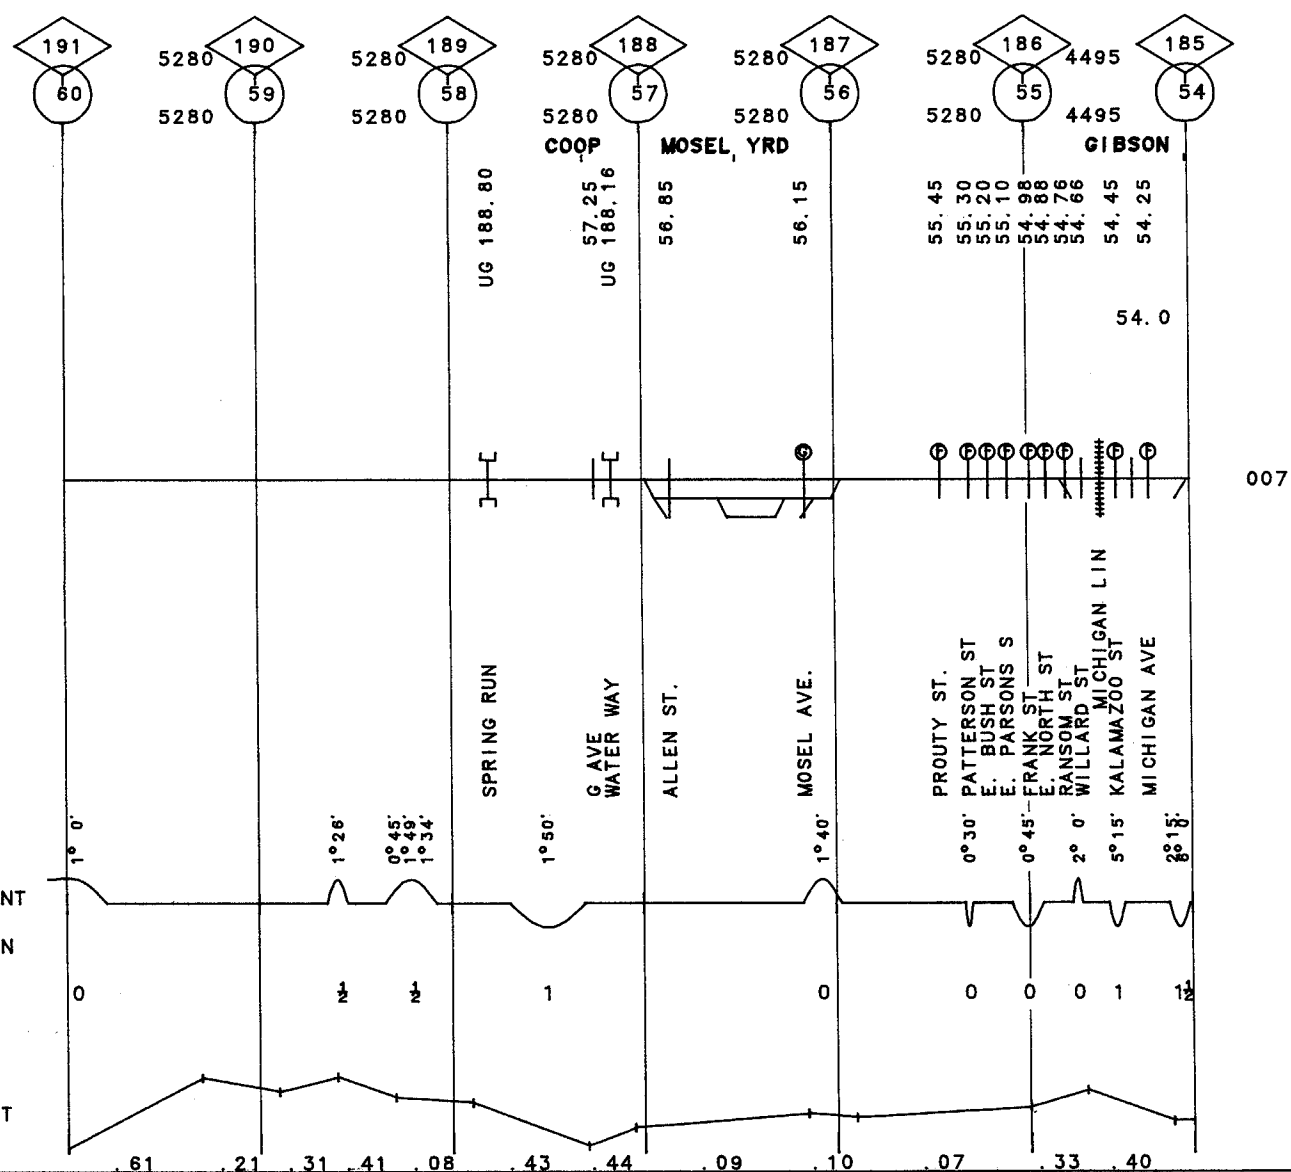 191 190 189 188 187 186 185
5280 5280 5280 5280 5280 4495
60 59 58 57 56 55 54
5280 5280 5280 5280 5280 4495
COOP MOSEL YRD GIBSON
UG 188.80
57.25
UG 188.16
56.85
56.15
55.45
55.30
55.20
55.10
54.98
54.88
54.76
54.66
54.45
54.25
54.0
G F F F F F F F F F
007
SPRING RUN
G AVE
WATER WAY
ALLEN ST.
MOSEL AVE.
PROUTY ST.
PATTERSON ST
E. BUSH ST
E. PARSONS S
FRANK ST
E. NORTH ST
RANSOM ST
WILLARD ST
MICHIGAN LIN
KALAMAZOO ST
MICHIGAN AVE
1° 0' 1°26' 0°45' 1°49' 1°34' 1°50' 1°40' 0°30' 0°45' 2° 0' 5°15' 2°15'
NT
N
0 ½ ½ 1 0 0 0 0 1 1½
T
.61 .21 .31 .41 .08 .43 .44 .09 .10 .07 .33 .40